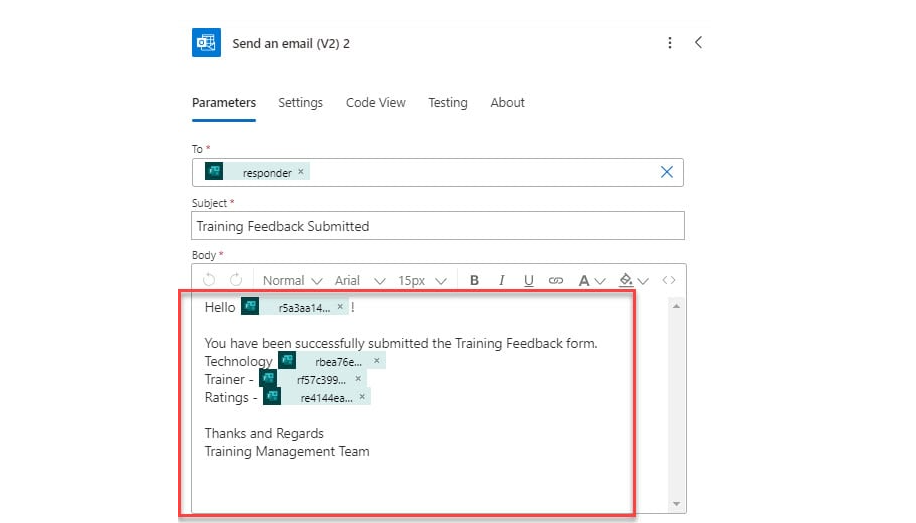 Send an email (V2) 2
Parameters Settings Code View Testing About
To *
responder ×
Subject *
Training Feedback Submitted
Body *
Normal Arial 15px B I U A
Hello r5a3aa14... × !
You have been successfully submitted the Training Feedback form.
Technology rbea76e... ×
Trainer - rf57c399... ×
Ratings - re4144ea... ×
Thanks and Regards
Training Management Team